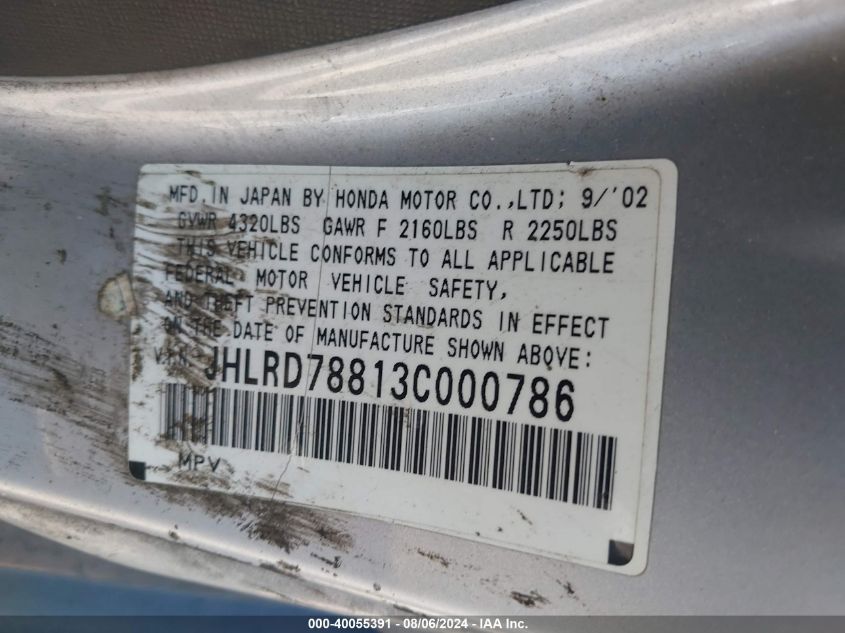 MFD IN JAPAN BY HONDA MOTOR CO.,LTD; 9/'02
GVWR 4320LBS GAWR F 2160LBS R 2250LBS
THIS VEHICLE CONFORMS TO ALL APPLICABLE
FEDERAL MOTOR VEHICLE SAFETY,
AND THEFT PREVENTION STANDARDS IN EFFECT
ON THE DATE OF MANUFACTURE SHOWN ABOVE:
V.I.N. JHLRD78813C000786
MPV
000-40055391 - 08/06/2024 - IAA Inc.